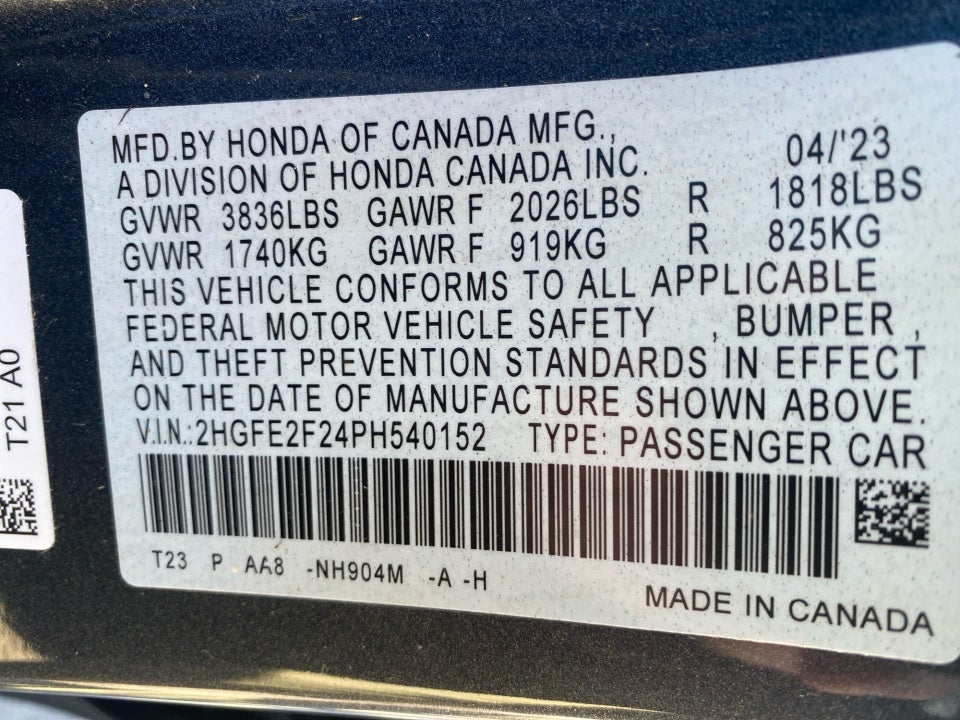 MFD.BY HONDA OF CANADA MFG., 04/'23
A DIVISION OF HONDA CANADA INC.
GVWR 3836LBS GAWR F 2026LBS R 1818LBS
GVWR 1740KG GAWR F 919KG R 825KG
THIS VEHICLE CONFORMS TO ALL APPLICABLE
FEDERAL MOTOR VEHICLE SAFETY , BUMPER ,
AND THEFT PREVENTION STANDARDS IN EFFECT
ON THE DATE OF MANUFACTURE SHOWN ABOVE.
V.I.N.:2HGFE2F24PH540152 TYPE: PASSENGER CAR
T23 P AA8 -NH904M -A -H
MADE IN CANADA
T21 A0